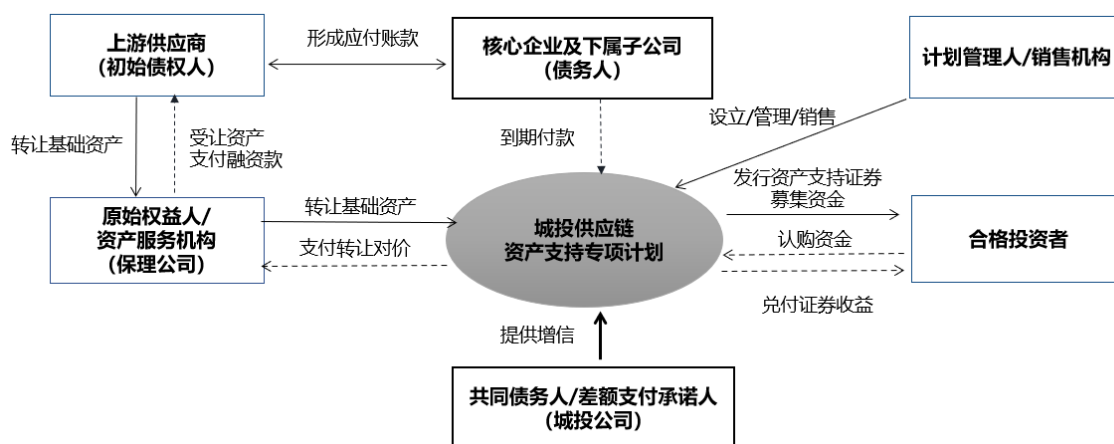 上游供应商
(初始债权人)
形成应付账款
核心企业及下属子公司
(债务人)
计划管理人/销售机构
转让基础资产
受让资产
支付融资款
到期付款
设立/管理/销售
原始权益人/
资产服务机构
(保理公司)
转让基础资产
支付转让对价
城投供应链
资产支持专项计划
发行资产支持证券
募集资金
认购资金
兑付证券收益
合格投资者
提供增信
共同债务人/差额支付承诺人
(城投公司)